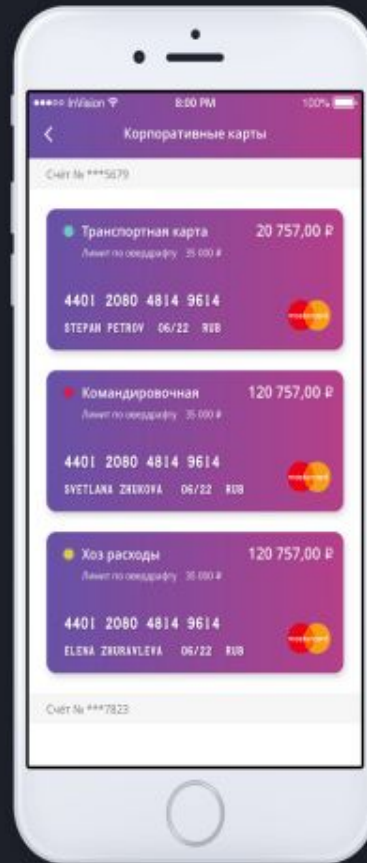 InVision 8:00 PM 100%
Корпоративные карты
Счёт № ***5679
Транспортная карта 20 757,00 ₽
Лимит по овердрафту 35 000 ₽
4401 2080 4814 9614
STEPAN PETROV 06/22 RUB
mastercard
Командировочная 120 757,00 ₽
Лимит по овердрафту 35 000 ₽
4401 2080 4814 9614
SVETLANA ZHUKOVA 06/22 RUB
mastercard
Хоз расходы 120 757,00 ₽
Лимит по овердрафту 35 000 ₽
4401 2080 4814 9614
ELENA ZHURAVLEVA 06/22 RUB
mastercard
Счёт № ***7823